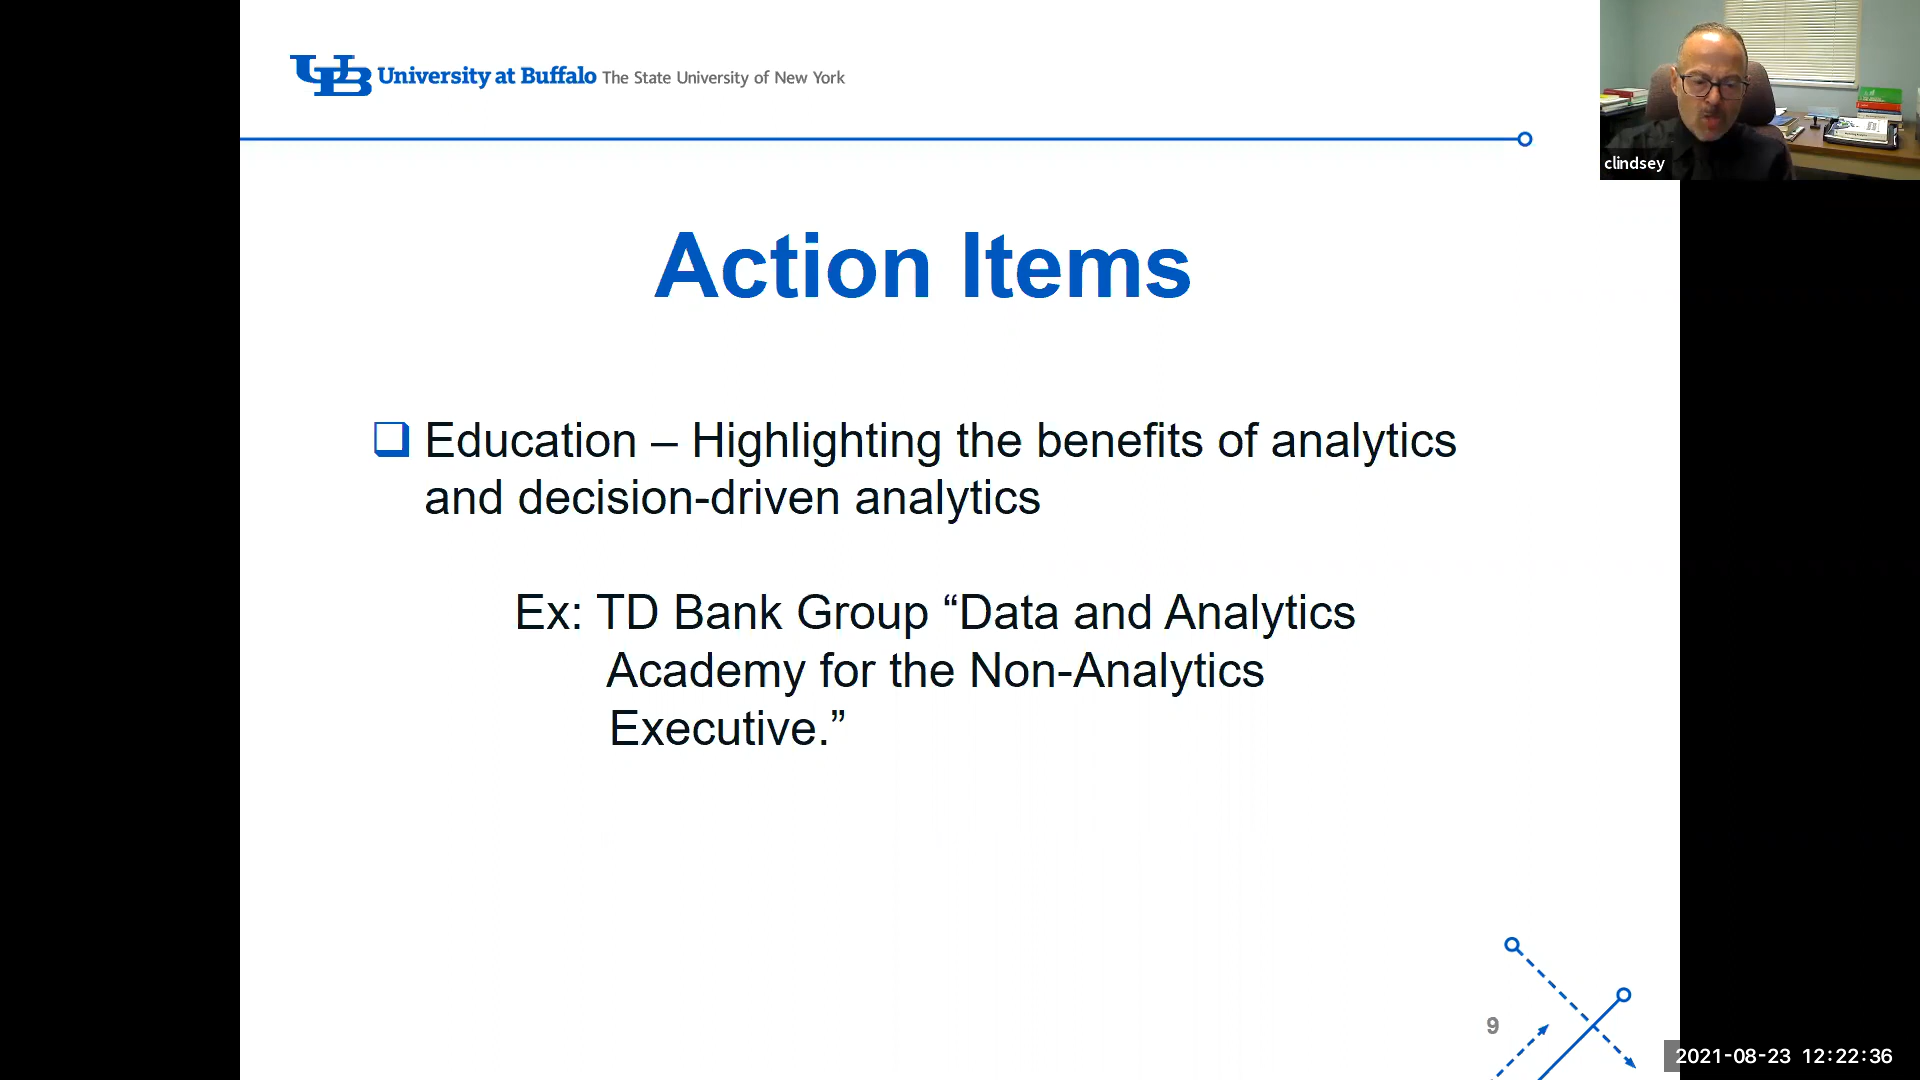 University at Buffalo The State University of New York
clindsey
Action Items
Education – Highlighting the benefits of analytics
and decision-driven analytics
Ex: TD Bank Group “Data and Analytics
Academy for the Non-Analytics
Executive.”
9
2021-08-23 12:22:36